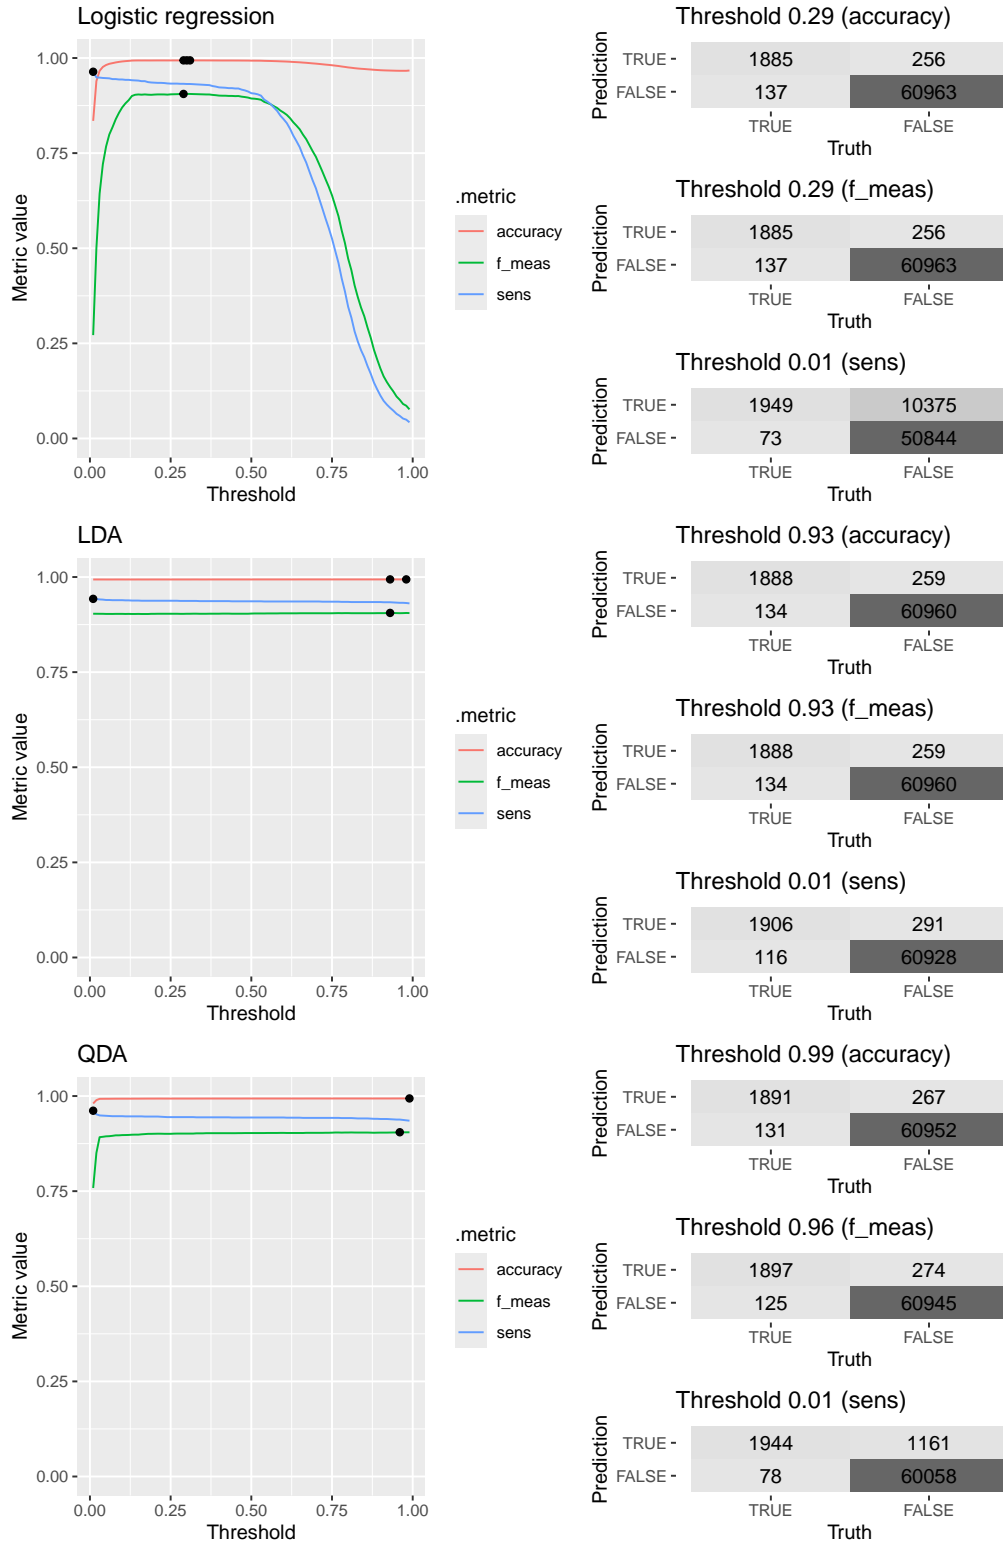 Logistic regression
1.00
0.75
0.50
0.25
0.00
Metric value
0.00 0.25 0.50 0.75 1.00
Threshold
.metric
accuracy
f_meas
sens
Threshold 0.29 (accuracy)
Prediction
TRUE 1885 256
FALSE 137 60963
TRUE FALSE
Truth
Threshold 0.29 (f_meas)
Prediction
TRUE 1885 256
FALSE 137 60963
TRUE FALSE
Truth
Threshold 0.01 (sens)
Prediction
TRUE 1949 10375
FALSE 73 50844
TRUE FALSE
Truth
LDA
1.00
0.75
0.50
0.25
0.00
Metric value
0.00 0.25 0.50 0.75 1.00
Threshold
.metric
accuracy
f_meas
sens
Threshold 0.93 (accuracy)
Prediction
TRUE 1888 259
FALSE 134 60960
TRUE FALSE
Truth
Threshold 0.93 (f_meas)
Prediction
TRUE 1888 259
FALSE 134 60960
TRUE FALSE
Truth
Threshold 0.01 (sens)
Prediction
TRUE 1906 291
FALSE 116 60928
TRUE FALSE
Truth
QDA
1.00
0.75
0.50
0.25
0.00
Metric value
0.00 0.25 0.50 0.75 1.00
Threshold
.metric
accuracy
f_meas
sens
Threshold 0.99 (accuracy)
Prediction
TRUE 1891 267
FALSE 131 60952
TRUE FALSE
Truth
Threshold 0.96 (f_meas)
Prediction
TRUE 1897 274
FALSE 125 60945
TRUE FALSE
Truth
Threshold 0.01 (sens)
Prediction
TRUE 1944 1161
FALSE 78 60058
TRUE FALSE
Truth